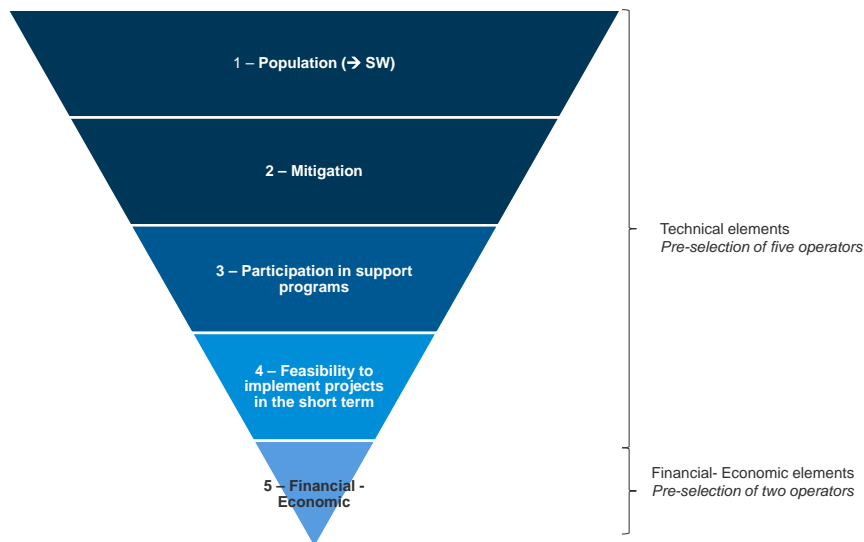 1 – Population (➔ SW)
2 – Mitigation
3 – Participation in support
programs
4 – Feasibility to
implement projects
in the short term
5 – Financial -
Economic
Technical elements
Pre-selection of five operators
Financial- Economic elements
Pre-selection of two operators